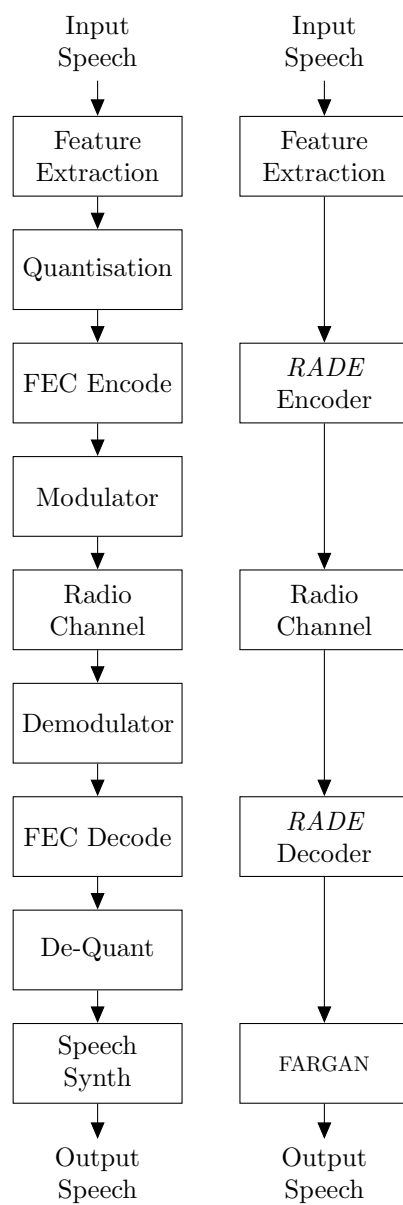 Input
Speech
Feature
Extraction
Quantisation
FEC Encode
Modulator
Radio
Channel
Demodulator
FEC Decode
De-Quant
Speech
Synth
Output
Speech
Input
Speech
Feature
Extraction
RADE
Encoder
Radio
Channel
RADE
Decoder
FARGAN
Output
Speech